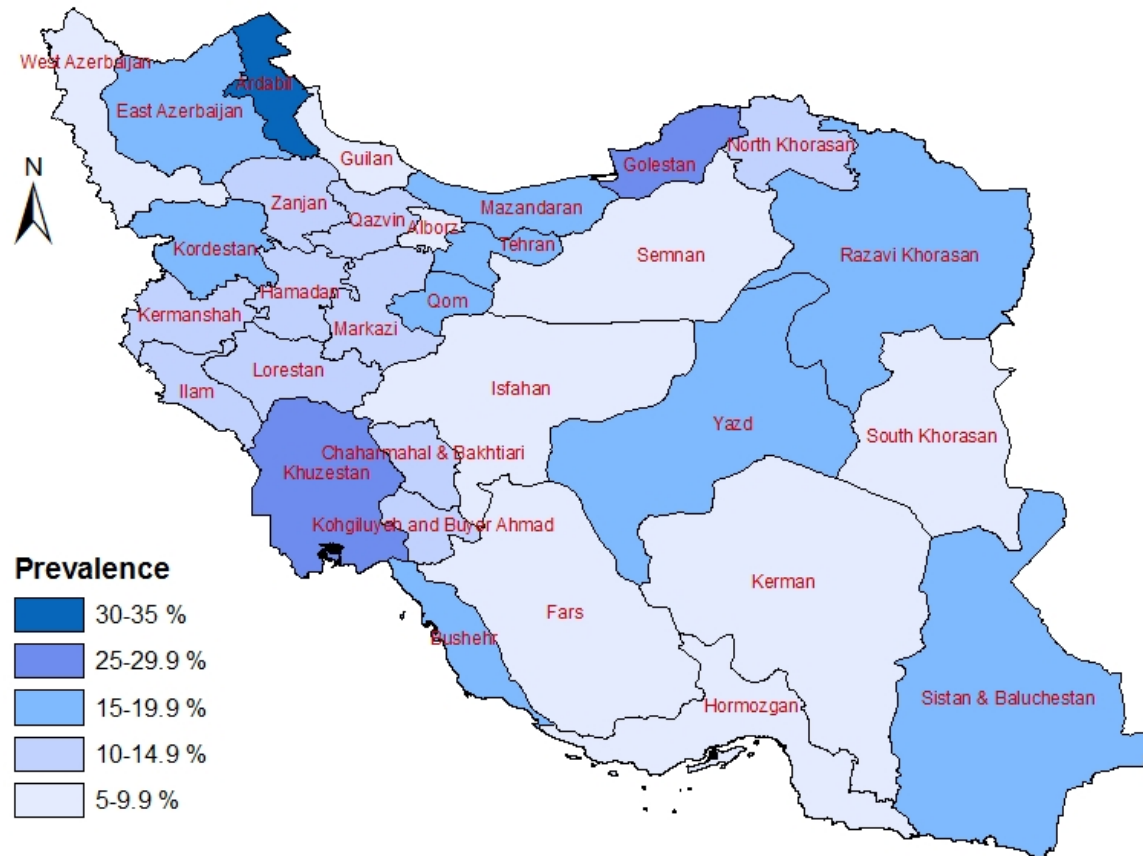 West Azerbaijan
Ardabil
East Azerbaijan
N
Guilan
Golestan
North Khorasan
Zanjan
Qazvin
Mazandaran
Alborz
Tehran
Kordestan
Semnan
Razavi Khorasan
Hamadan
Qom
Kermanshah
Markazi
Lorestan
Ilam
Isfahan
Yazd
South Khorasan
Chaharmahal & Bakhtiari
Khuzestan
Kohgiluyeh and Buyer Ahmad
Kerman
Fars
Bushehr
Hormozgan
Sistan & Baluchestan
Prevalence
30-35 %
25-29.9 %
15-19.9 %
10-14.9 %
5-9.9 %